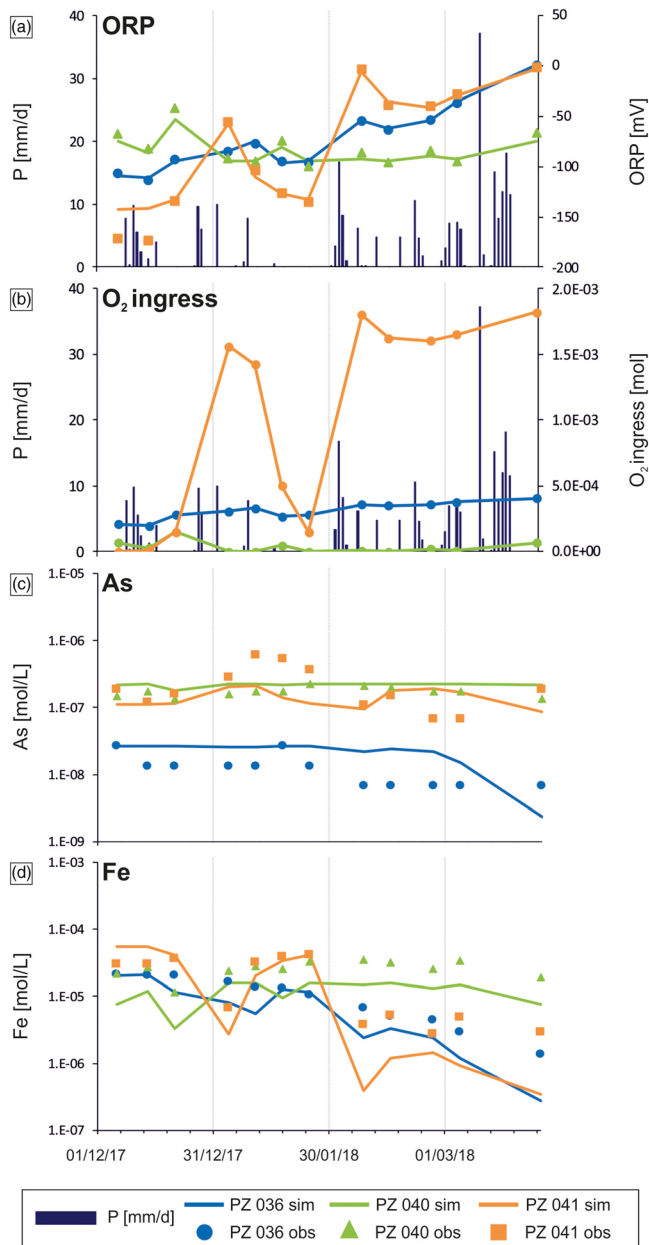 (a) ORP
40
30
20
10
0
P [mm/d]
50
0
-50
-100
-150
-200
ORP [mV]
(b) O₂ ingress
40
30
20
10
0
P [mm/d]
2.0E-03
1.5E-03
1.0E-03
5.0E-04
0.0E+00
O₂ ingress [mol]
(c) As
1.E-05
1.E-06
1.E-07
1.E-08
1.E-09
As [mol/L]
(d) Fe
1.E-03
1.E-04
1.E-05
1.E-06
1.E-07
Fe [mol/L]
01/12/17 31/12/17 30/01/18 01/03/18
P [mm/d] PZ 036 sim PZ 040 sim PZ 041 sim
PZ 036 obs PZ 040 obs PZ 041 obs